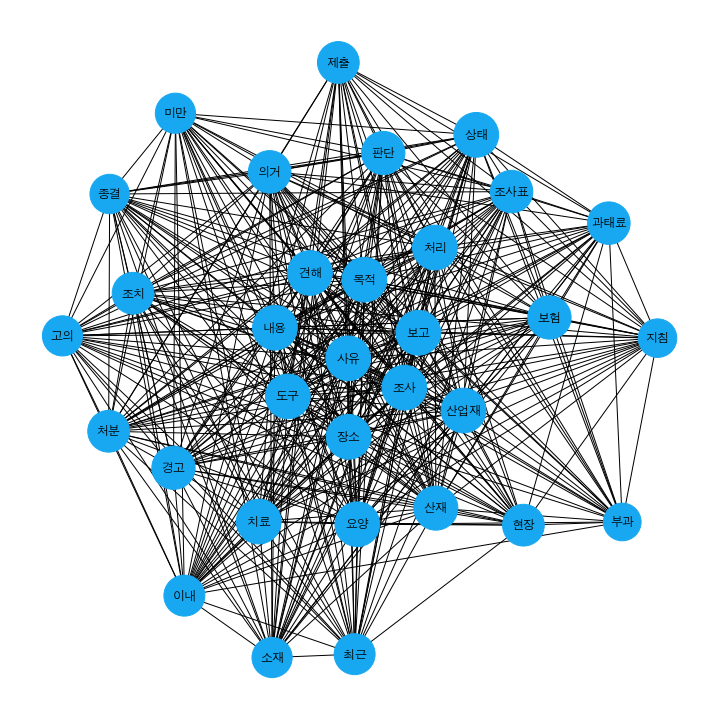 제출
미만
상태
판단
의거
조사표
종결
과태료
처리
견해
목적
조치
보험
내용
보고
고의
지침
사유
조사
도구
산업재
처분
장소
경고
산재
치료
요양
현장
부과
이내
소재
최근